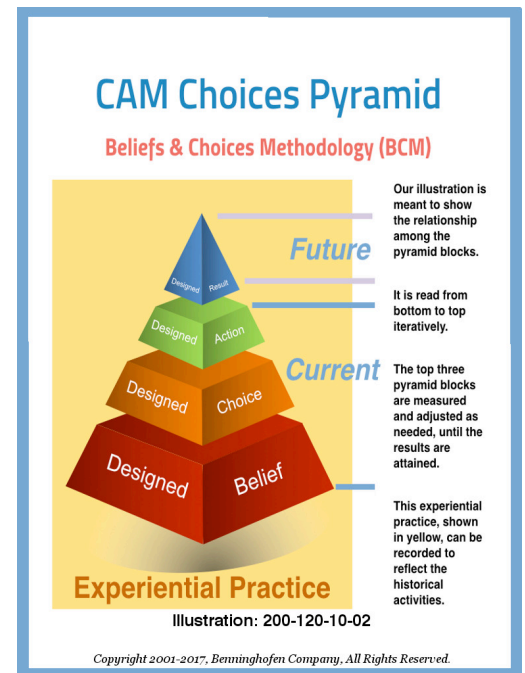 CAM Choices Pyramid
Beliefs & Choices Methodology (BCM)
Our illustration is
meant to show
the relationship
among the
pyramid blocks.
Future
Designed Result
It is read from
bottom to top
iteratively.
Designed Action
Current
The top three
pyramid blocks
are measured
and adjusted as
needed, until the
results are
attained.
Designed Choice
Designed Belief
This experiential
practice, shown
in yellow, can be
recorded to
reflect the
historical
activities.
Experiential Practice
Illustration: 200-120-10-02
Copyright 2001-2017, Benninghofen Company, All Rights Reserved.